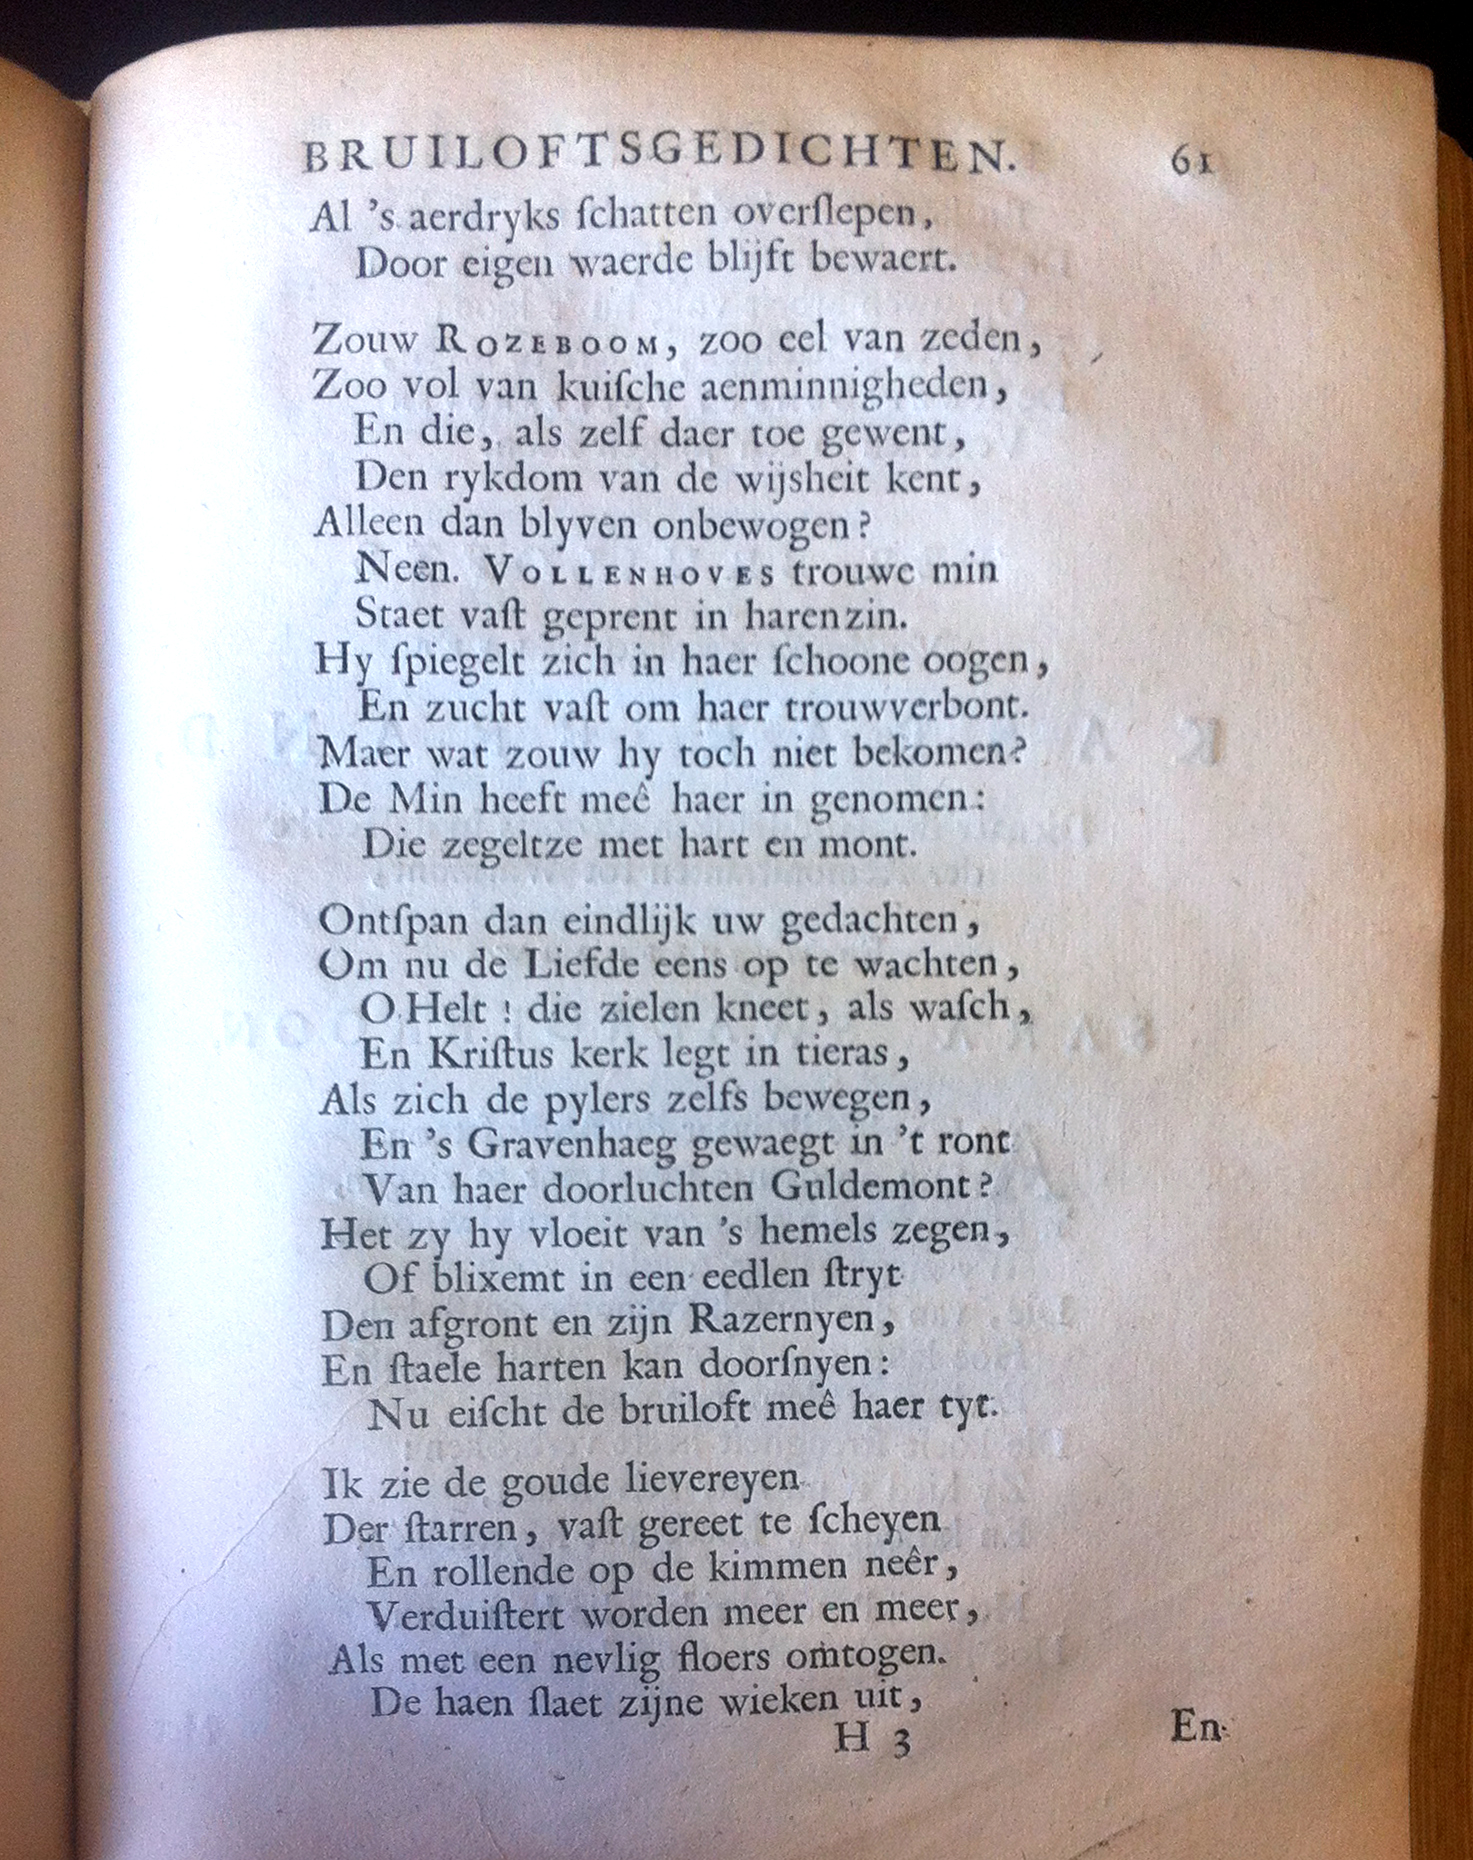 BRUILOFTSGEDICHTEN. 61
Al 's aerdryks ſchatten overſlepen,
Door eigen waerde blijft bewaert.
Zouw ROZEBOOM, zoo eel van zeden,
Zoo vol van kuiſche aenminnigheden,
En die, als zelf daer toe gewent,
Den rykdom van de wijsheit kent,
Alleen dan blyven onbewogen?
Neen. VOLLENHOVES trouwe min
Staet vaſt geprent in haren zin.
Hy ſpiegelt zich in haer ſchoone oogen,
En zucht vaſt om haer trouwverbont.
Maer wat zouw hy toch niet bekomen?
De Min heeft meê haer in genomen:
Die zegeltze met hart en mont.
Ontſpan dan eindlijk uw gedachten,
Om nu de Liefde eens op te wachten,
O Helt! die zielen kneet, als waſch,
En Kriſtus kerk legt in tieras,
Als zich de pylers zelfs bewegen,
En 's Gravenhaeg gewaegt in 't ront
Van haer doorluchten Guldemont?
Het zy hy vloeit van 's hemels zegen,
Of blixemt in een eedlen ſtryt
Den afgront en zijn Razernyen,
En ſtaele harten kan doorſnyen:
Nu eiſcht de bruiloft meê haer tyt.
Ik zie de goude lievereyen
Der ſtarren, vaſt gereet te ſcheyen
En rollende op de kimmen neêr,
Verduiſtert worden meer en meer,
Als met een nevlig floers omtogen.
De haen ſlaet zijne wieken uit,
H 3 En